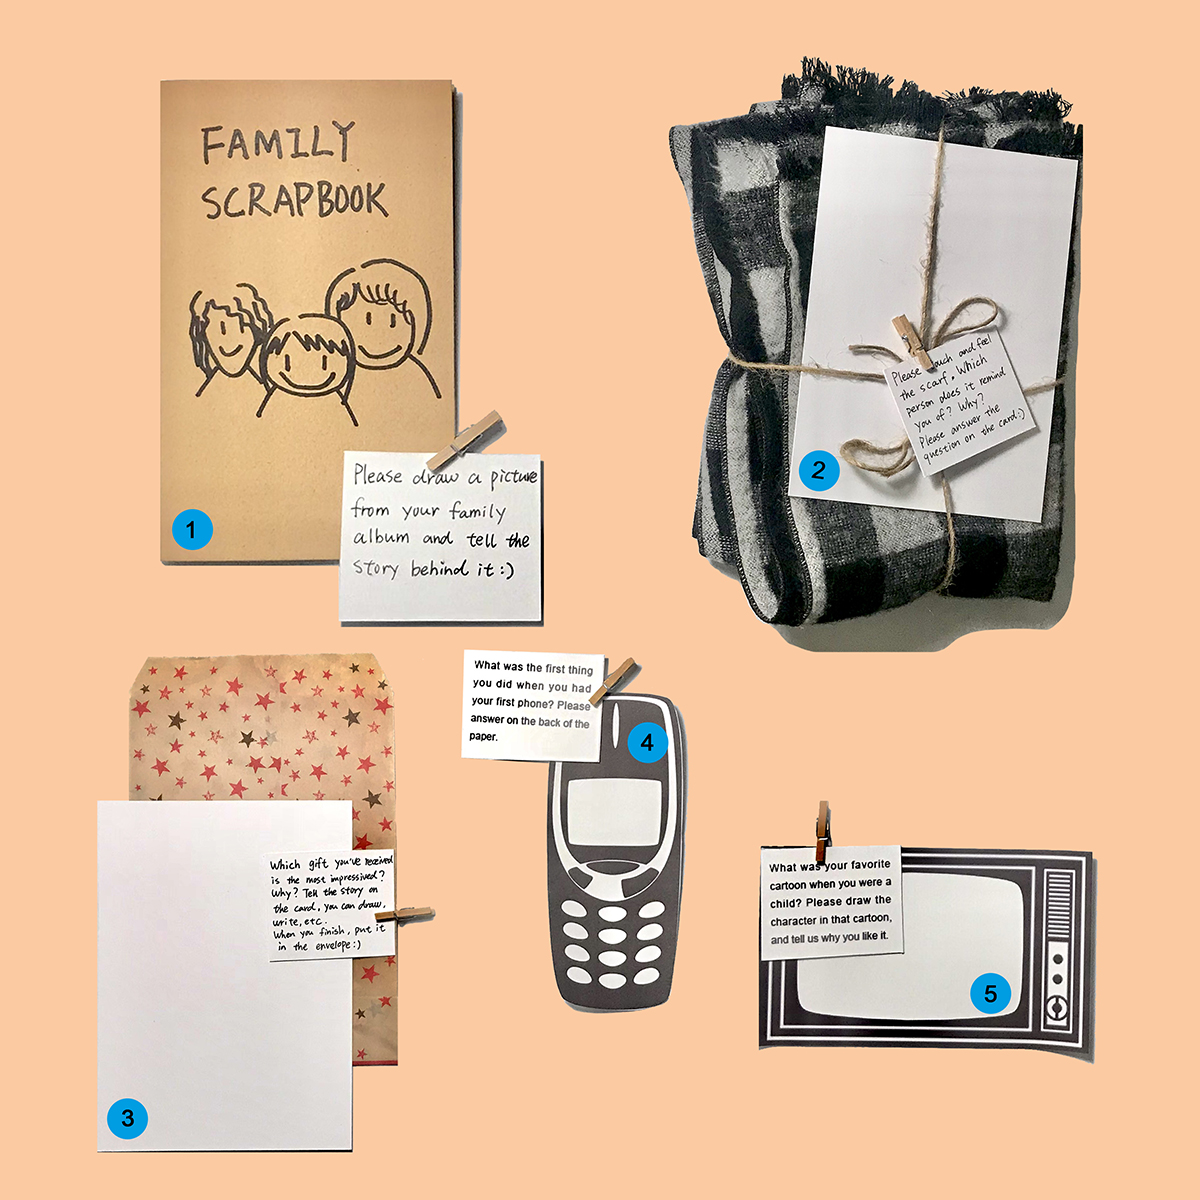 FAMILY
SCRAPBOOK
1
Please draw a picture
from your family
album and tell the
story behind it:)
Please touch and feel
the scarf. Which
person does it remind
you of? Why?
Please answer the
question on the card:)
2
Which gift you've received
is the most impressived?
Why? Tell the story on
the card, you can draw,
write, etc.
When you finish, put it
in the envelope:)
3
What was the first thing
you did when you had
your first phone? Please
answer on the back of the
paper.
4
What was your favorite
cartoon when you were a
child? Please draw the
character in that cartoon,
and tell us why you like it.
5